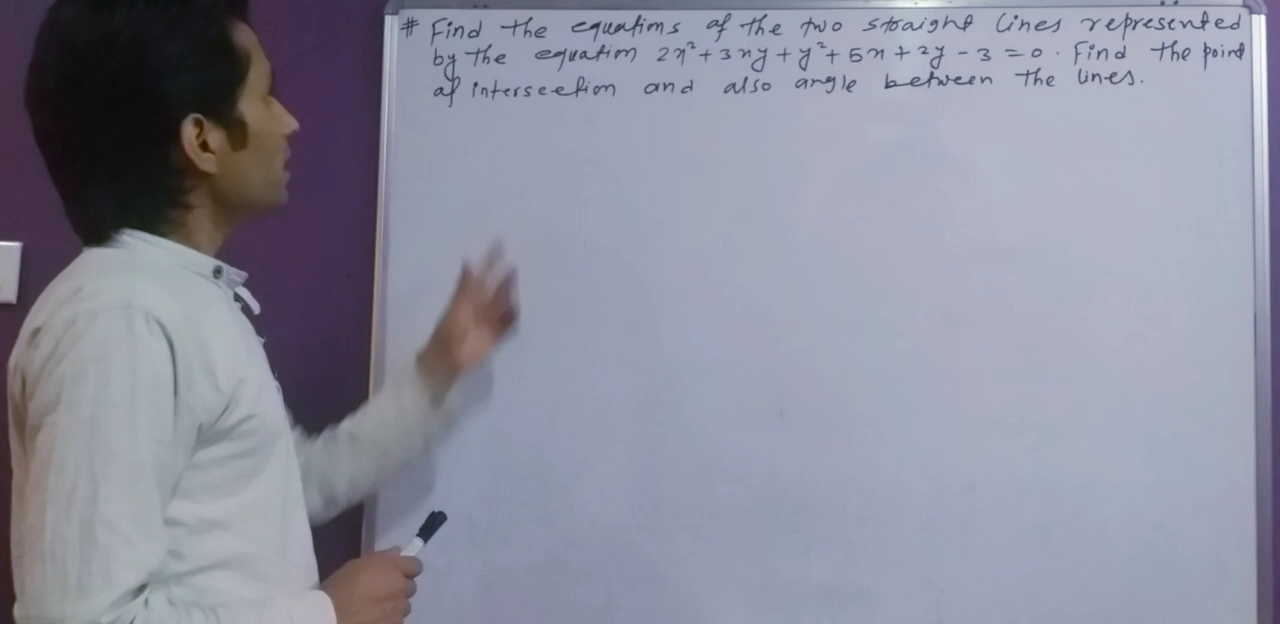 # Find the equations of the two straight lines represented
by the equation 2x²+3xy+y²+5x+2y-3=0. Find the point
of intersection and also angle between the lines.